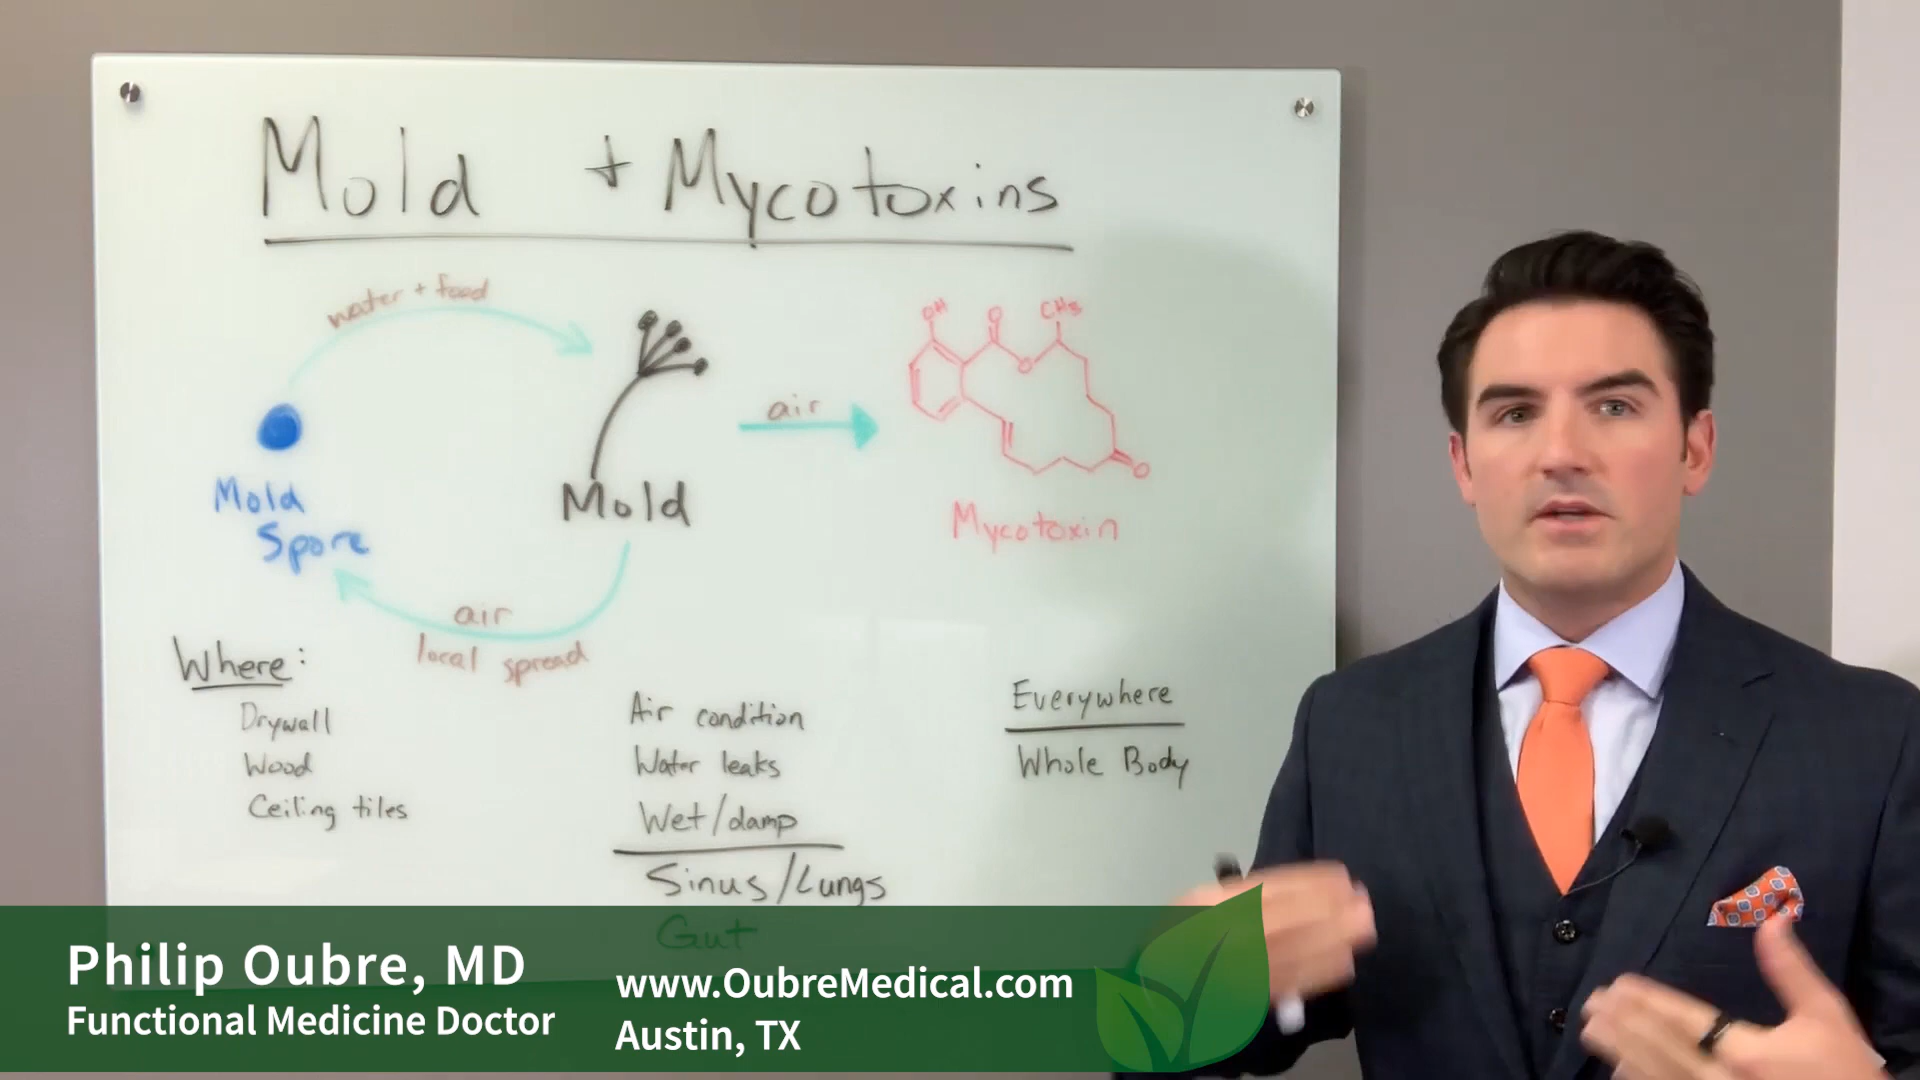 Mold + Mycotoxins
water + food
OH
O
CH3
O
air
O
Mold
Spore
Mold
Mycotoxin
air
local spread
Where:
Drywall
Wood
Ceiling tiles
Air condition
Water leaks
Wet/damp
Sinus/Lungs
Gut
Everywhere
Whole Body
Philip Oubre, MD
Functional Medicine Doctor
www.OubreMedical.com
Austin, TX